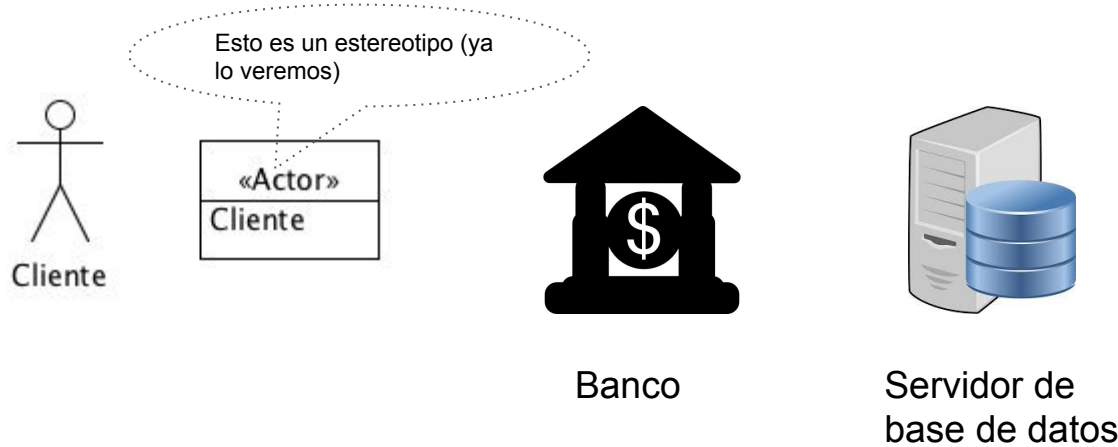 Esto es un estereotipo (ya
lo veremos)
«Actor»
Cliente
Cliente
$
Banco
Servidor de
base de datos